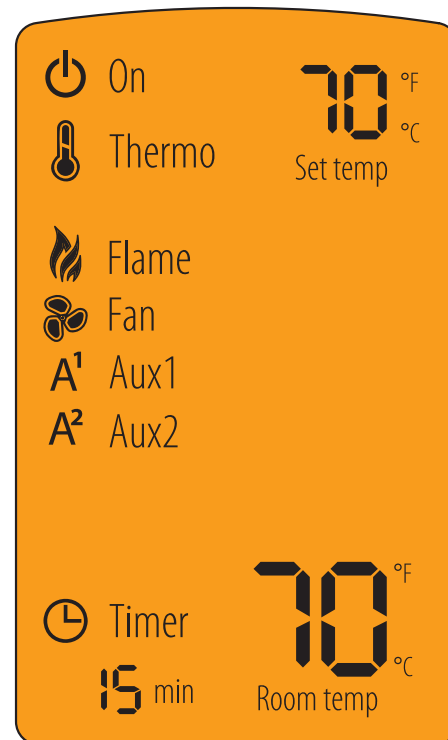 On
70 °F
°C
Thermo
Set temp
Flame
Fan
A¹ Aux1
A² Aux2
70 °F
°C
Timer
15 min
Room temp